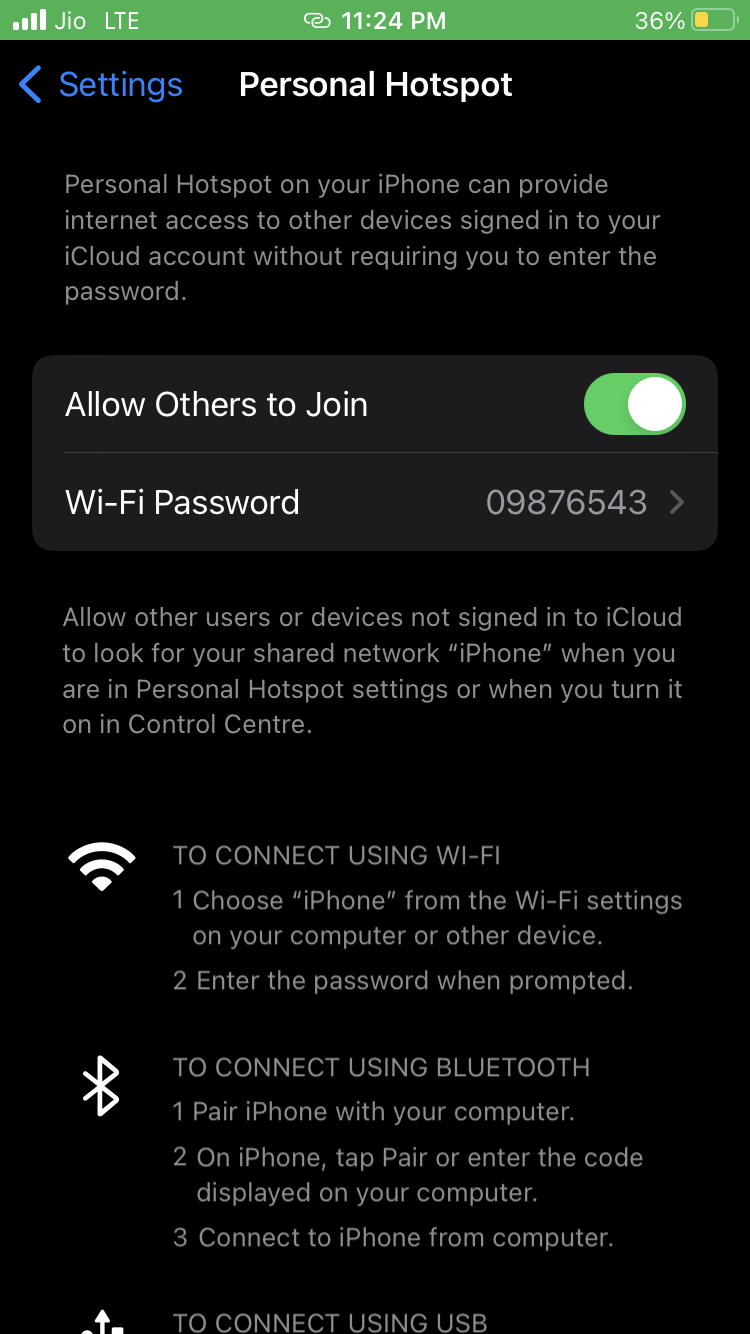 Jio LTE 11:24 PM 36%
Settings Personal Hotspot
Personal Hotspot on your iPhone can provide
internet access to other devices signed in to your
iCloud account without requiring you to enter the
password.
Allow Others to Join
Wi-Fi Password 09876543
Allow other users or devices not signed in to iCloud
to look for your shared network “iPhone” when you
are in Personal Hotspot settings or when you turn it
on in Control Centre.
TO CONNECT USING WI-FI
1 Choose “iPhone” from the Wi-Fi settings
on your computer or other device.
2 Enter the password when prompted.
TO CONNECT USING BLUETOOTH
1 Pair iPhone with your computer.
2 On iPhone, tap Pair or enter the code
displayed on your computer.
3 Connect to iPhone from computer.
TO CONNECT USING USB